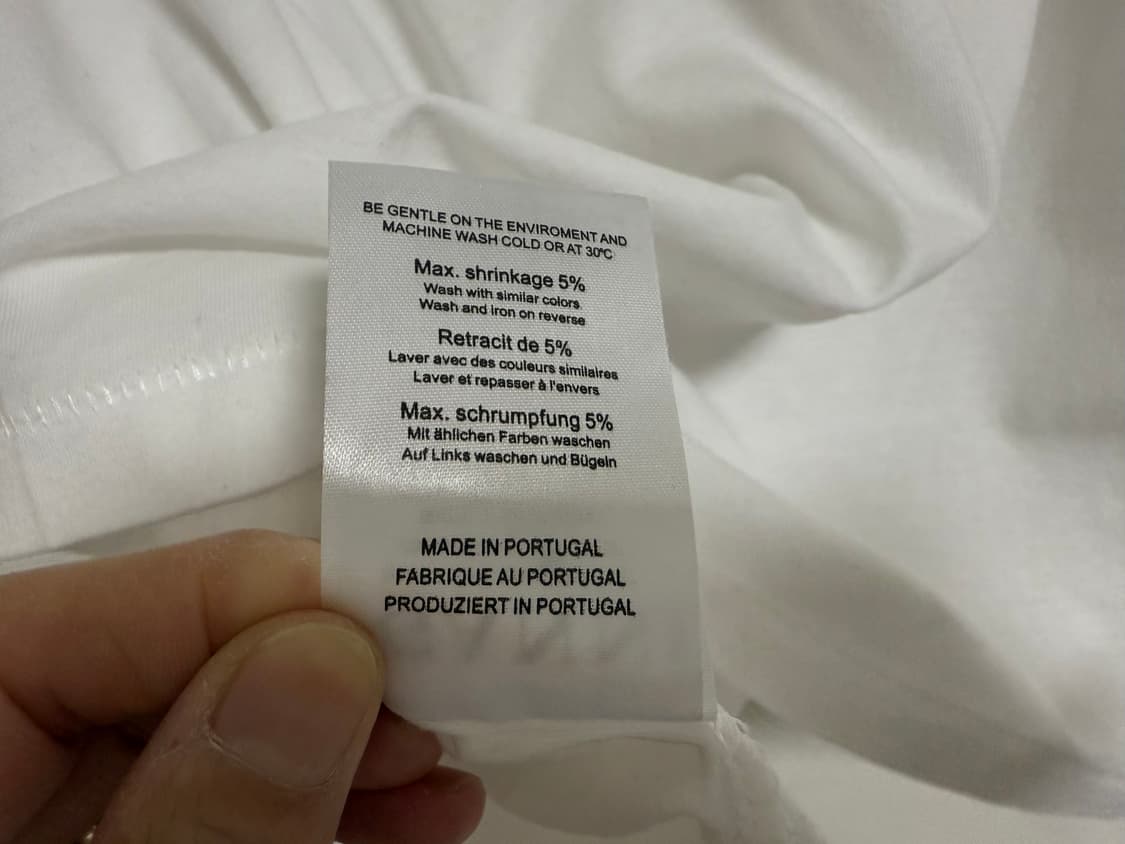 BE GENTLE ON THE ENVIROMENT AND
MACHINE WASH COLD OR AT 30ºC
Max. shrinkage 5%
Wash with similar colors
Wash and iron on reverse
Retracit de 5%
Laver avec des couleurs similaires
Laver et repasser à l'envers
Max. schrumpfung 5%
Mit ählichen Farben waschen
Auf Links waschen und Bügeln
MADE IN PORTUGAL
FABRIQUE AU PORTUGAL
PRODUZIERT IN PORTUGAL